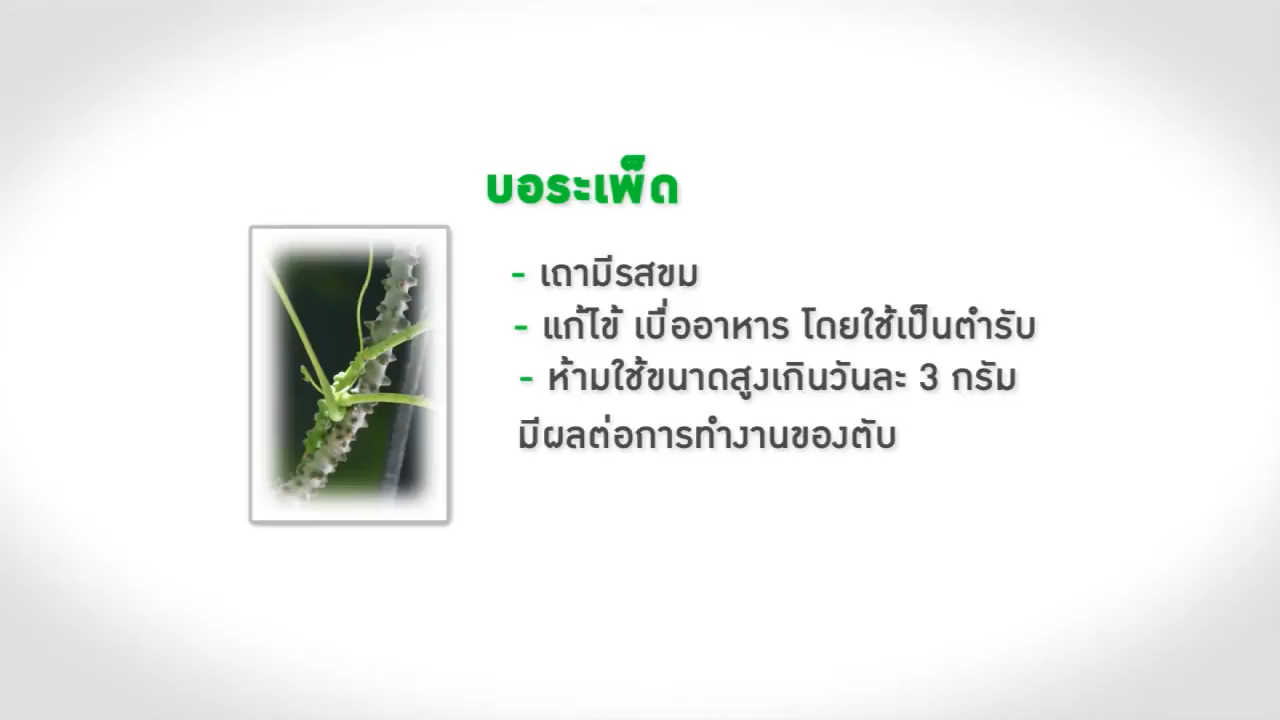 บอระเพ็ด
- เถามีรสขม
- แก้ไข้ เบื่ออาหาร โดยใช้เป็นตำรับ
- ห้ามใช้ขนาดสูงเกินวันละ 3 กรัม
มีผลต่อการทำงานของตับ